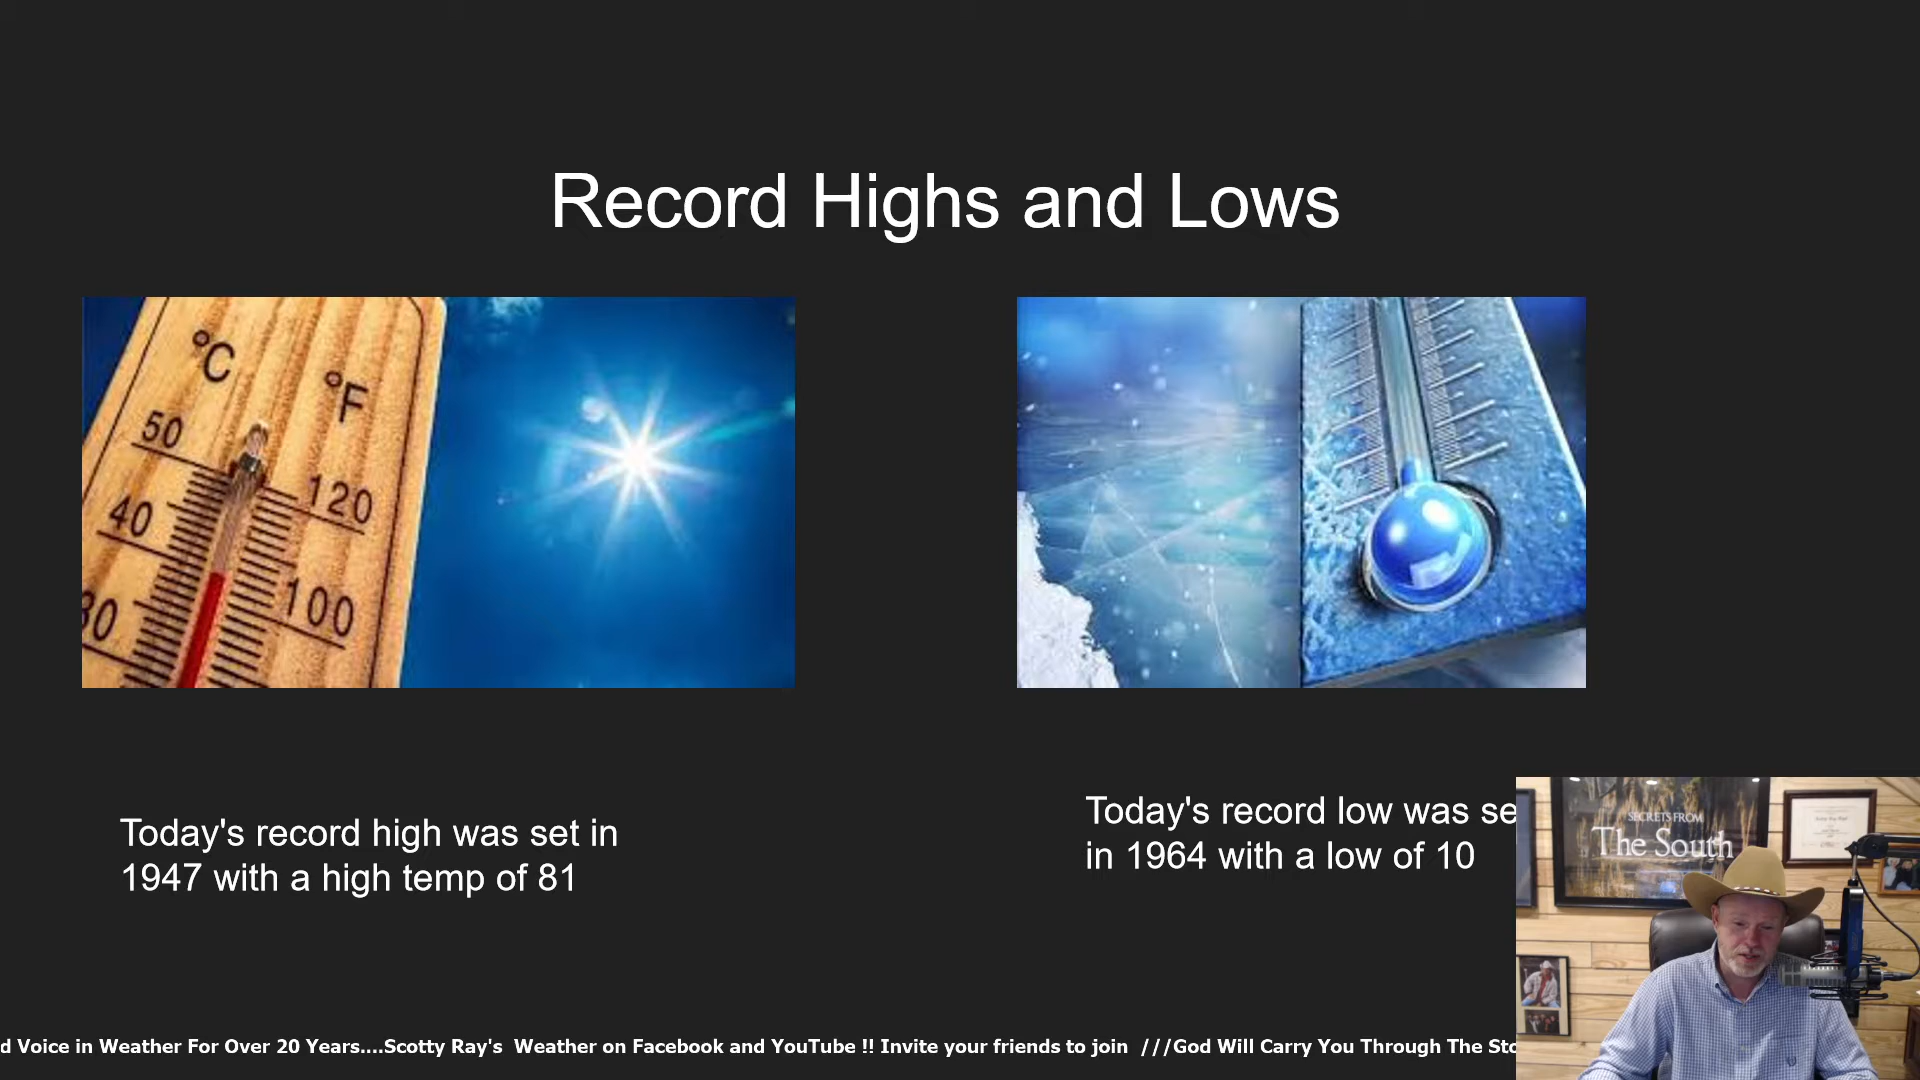 Record Highs and Lows
°C
°F
50
120
40
100
30
Today's record high was set in
1947 with a high temp of 81
Today's record low was se
in 1964 with a low of 10
SECRETS FROM
The South
d Voice in Weather For Over 20 Years....Scotty Ray's Weather on Facebook and YouTube !! Invite your friends to join ///God Will Carry You Through The Sto